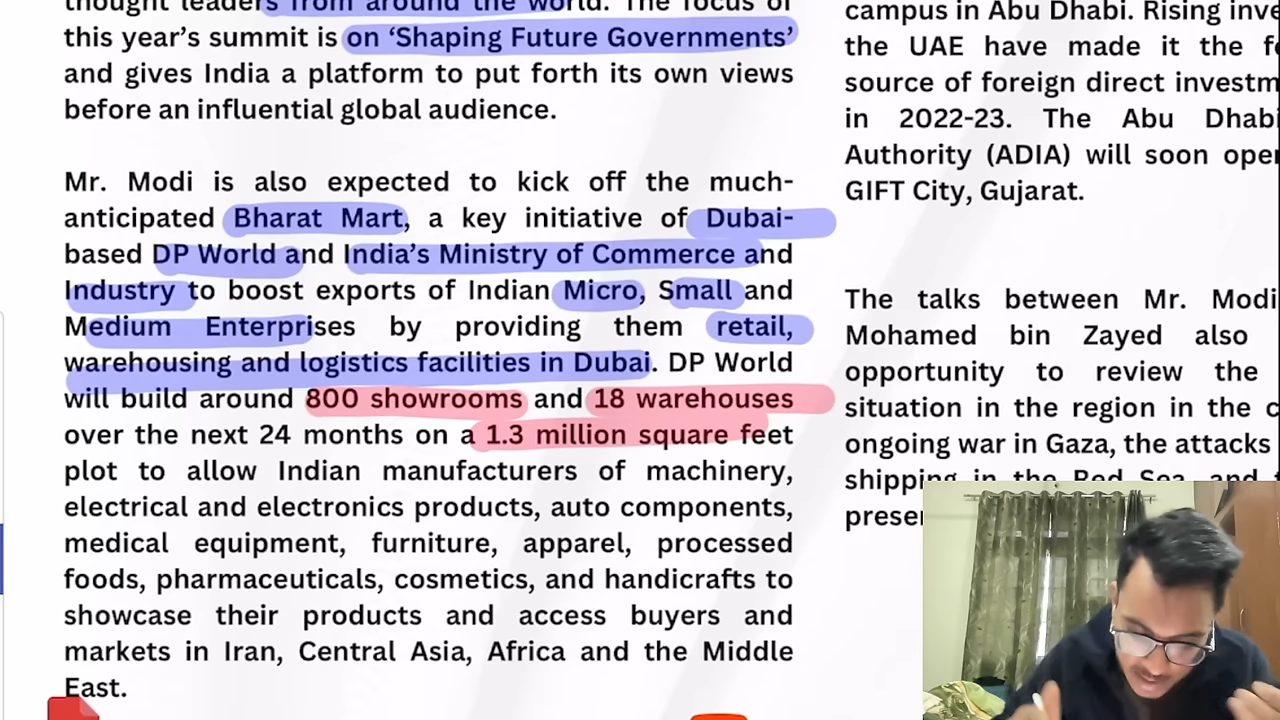 thought leaders from around the world. The focus of
this year's summit is on 'Shaping Future Governments'
and gives India a platform to put forth its own views
before an influential global audience.
Mr. Modi is also expected to kick off the much-
anticipated Bharat Mart, a key initiative of Dubai-
based DP World and India's Ministry of Commerce and
Industry to boost exports of Indian Micro, Small and
Medium Enterprises by providing them retail,
warehousing and logistics facilities in Dubai. DP World
will build around 800 showrooms and 18 warehouses
over the next 24 months on a 1.3 million square feet
plot to allow Indian manufacturers of machinery,
electrical and electronics products, auto components,
medical equipment, furniture, apparel, processed
foods, pharmaceuticals, cosmetics, and handicrafts to
showcase their products and access buyers and
markets in Iran, Central Asia, Africa and the Middle
East.
campus in Abu Dhabi. Rising
the UAE have made it the
source of foreign direct
in 2022-23. The Abu Dhabi
Authority (ADIA) will soon
GIFT City, Gujarat.
The talks between Mr. Modi
Mohamed bin Zayed also
opportunity to review the
situation in the region in the
ongoing war in Gaza, the attacks
shipping in the Red Sea, and